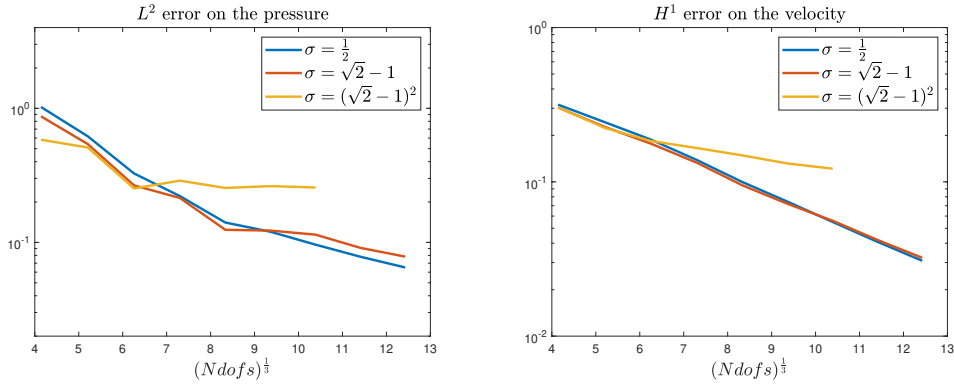 L² error on the pressure
σ = 1/2
σ = √2 − 1
σ = (√2 − 1)²
10⁰
10⁻¹
4 5 6 7 8 9 10 11 12 13
(Ndofs)^{1/3}
H¹ error on the velocity
σ = 1/2
σ = √2 − 1
σ = (√2 − 1)²
10⁰
10⁻¹
10⁻²
4 5 6 7 8 9 10 11 12 13
(Ndofs)^{1/3}